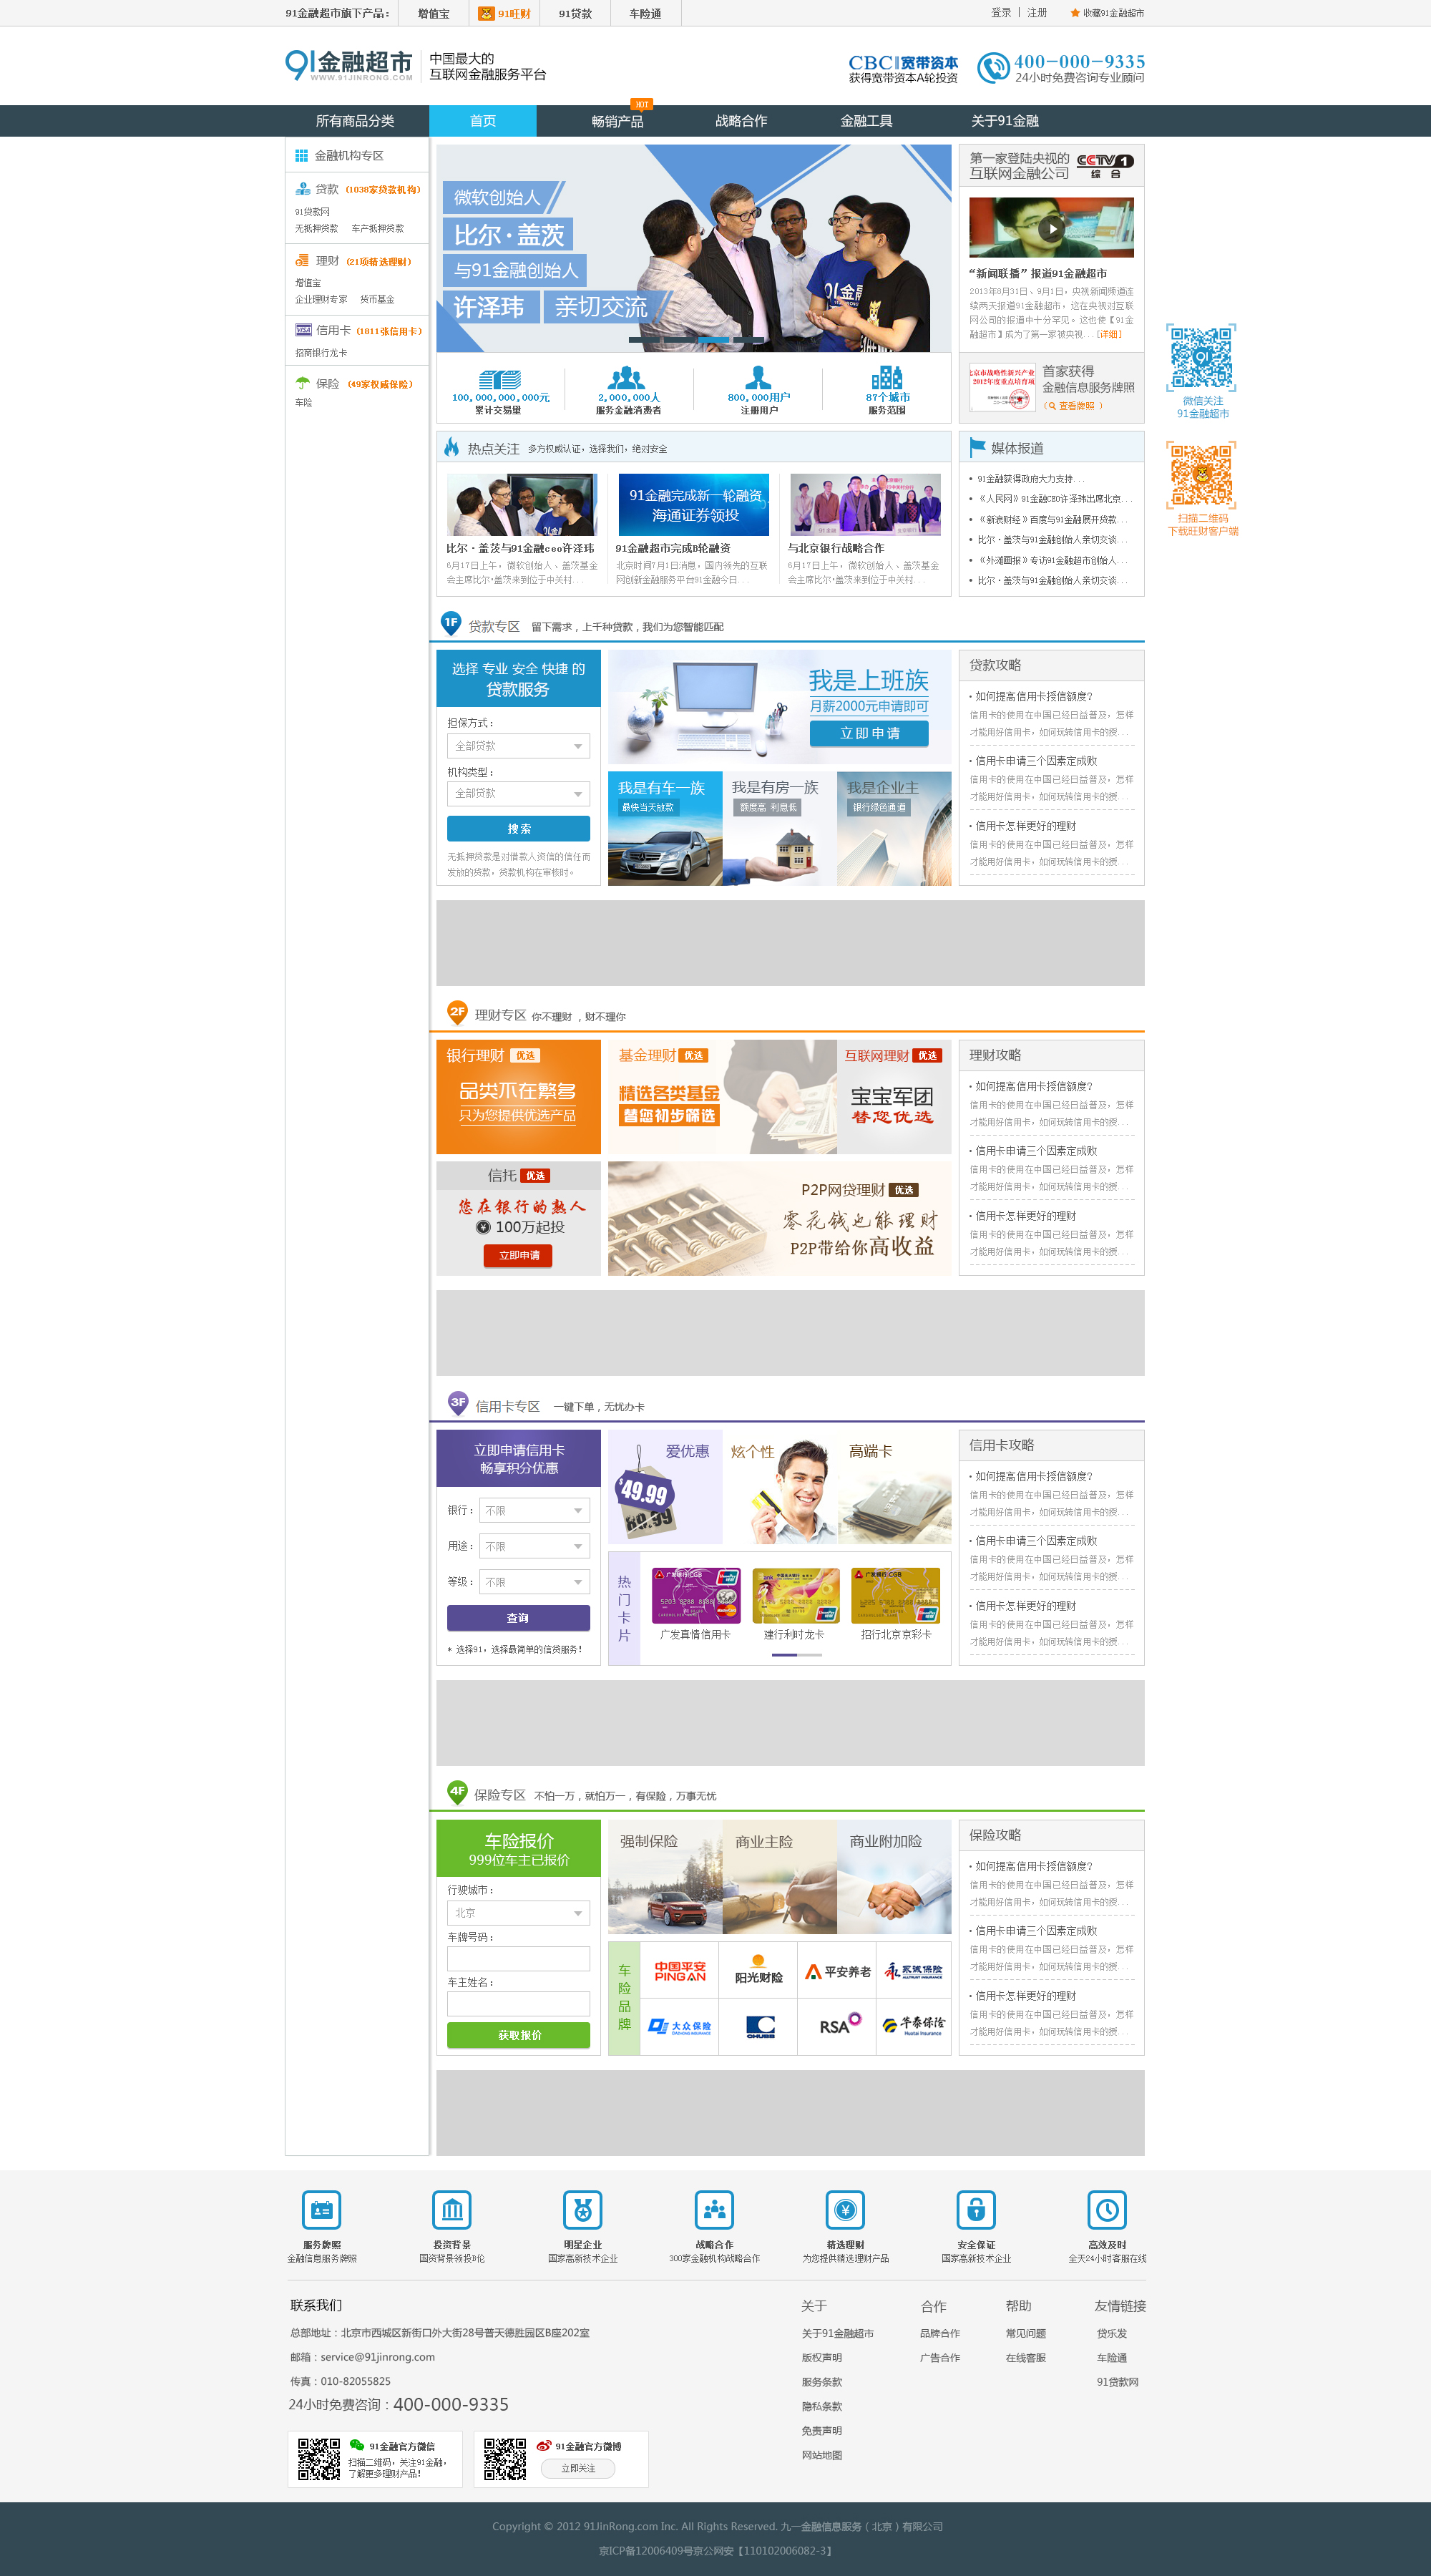 91金融超市旗下产品：
增值宝
91旺财
91贷款
车险通
登录 | 注册
收藏91金融超市
91金融超市
WWW.91JINRONG.COM
中国最大的
互联网金融服务平台
CBC 宽带资本
获得宽带资本A轮投资
400-000-9335
24小时免费咨询专业顾问
所有商品分类
首页
畅销产品
HOT
战略合作
金融工具
关于91金融
金融机构专区
贷款（1038家贷款机构）
91贷款网
无抵押贷款 车产抵押贷款
理财（21项精选理财）
增值宝
企业理财专家 货币基金
信用卡（1811张信用卡）
招商银行龙卡
保险（49家权威保险）
车险
微软创始人
比尔·盖茨
与91金融创始人
许泽玮 亲切交流
第一家登陆央视的
互联网金融公司
CCTV 1
综合
“新闻联播”报道91金融超市
2013年8月31日、9月1日，央视新闻频道连
续两天报道91金融超市，这在央视对互联
网公司的报道中十分罕见。这也使【91金
融超市】成为了第一家被央视...[详细]
100,000,000,000元
累计交易量
2,000,000人
服务金融消费者
800,000用户
注册用户
87个城市
服务范围
首家获得
金融信息服务牌照
（查看牌照）
微信关注
91金融超市
扫描二维码
下载旺财客户端
热点关注 多方权威认证，选择我们，绝对安全
91金融完成新一轮融资
海通证券领投
比尔·盖茨与91金融ceo许泽玮
6月17日上午，微软创始人、盖茨基金
会主席比尔·盖茨来到位于中关村...
91金融超市完成B轮融资
北京时间7月1日消息，国内领先的互联
网创新金融服务平台91金融今日...
与北京银行战略合作
6月17日上午，微软创始人、盖茨基金
会主席比尔·盖茨来到位于中关村...
媒体报道
• 91金融获得政府大力支持...
• 《人民网》91金融CEO许泽玮出席北京...
• 《新浪财经》百度与91金融展开贷款...
• 比尔·盖茨与91金融创始人亲切交谈...
• 《外滩画报》专访91金融超市创始人...
• 比尔·盖茨与91金融创始人亲切交谈...
1F 贷款专区 留下需求，上千种贷款，我们为您智能匹配
选择 专业 安全 快捷 的
贷款服务
担保方式：
全部贷款
机构类型：
全部贷款
搜索
无抵押贷款是对借款人资信的信任而
发放的贷款，贷款机构在审核时。
我是上班族
月薪2000元申请即可
立即申请
我是有车一族
最快当天放款
我是有房一族
额度高 利息低
我是企业主
银行绿色通道
贷款攻略
• 如何提高信用卡授信额度？
信用卡的使用在中国已经日益普及，怎样
才能用好信用卡，如何玩转信用卡的授...
• 信用卡申请三个因素定成败
信用卡的使用在中国已经日益普及，怎样
才能用好信用卡，如何玩转信用卡的授...
• 信用卡怎样更好的理财
信用卡的使用在中国已经日益普及，怎样
才能用好信用卡，如何玩转信用卡的授...
2F 理财专区 你不理财，财不理你
银行理财 优选
品类不在繁多
只为您提供优选产品
基金理财 优选
精选各类基金
替您初步筛选
互联网理财 优选
宝宝军团
替您优选
信托 优选
您在银行的熟人
¥ 100万起投
立即申请
P2P网贷理财 优选
零花钱也能理财
P2P带给你高收益
理财攻略
• 如何提高信用卡授信额度？
信用卡的使用在中国已经日益普及，怎样
才能用好信用卡，如何玩转信用卡的授...
• 信用卡申请三个因素定成败
信用卡的使用在中国已经日益普及，怎样
才能用好信用卡，如何玩转信用卡的授...
• 信用卡怎样更好的理财
信用卡的使用在中国已经日益普及，怎样
才能用好信用卡，如何玩转信用卡的授...
3F 信用卡专区 一键下单，无忧办卡
立即申请信用卡
畅享积分优惠
银行： 不限
用途： 不限
等级： 不限
查询
* 选择91，选择最简单的信贷服务！
爱优惠
$49.99
89.99
炫个性
高端卡
热门卡片
广发银行 CGB
广发真情信用卡
建行利时龙卡
广发银行 CGB
招行北京京彩卡
信用卡攻略
• 如何提高信用卡授信额度？
信用卡的使用在中国已经日益普及，怎样
才能用好信用卡，如何玩转信用卡的授...
• 信用卡申请三个因素定成败
信用卡的使用在中国已经日益普及，怎样
才能用好信用卡，如何玩转信用卡的授...
• 信用卡怎样更好的理财
信用卡的使用在中国已经日益普及，怎样
才能用好信用卡，如何玩转信用卡的授...
4F 保险专区 不怕一万，就怕万一，有保险，万事无忧
车险报价
999位车主已报价
行驶城市：
北京
车牌号码：
车主姓名：
获取报价
强制保险
商业主险
商业附加险
车险品牌
中国平安
PING AN
阳光财险
平安养老
永诚保险
ALLTRUST INSURANCE
大众保险
DAZHONG INSURANCE
CHUBB
RSA
华泰保险
Huatai Insurance
保险攻略
• 如何提高信用卡授信额度？
信用卡的使用在中国已经日益普及，怎样
才能用好信用卡，如何玩转信用卡的授...
• 信用卡申请三个因素定成败
信用卡的使用在中国已经日益普及，怎样
才能用好信用卡，如何玩转信用卡的授...
• 信用卡怎样更好的理财
信用卡的使用在中国已经日益普及，怎样
才能用好信用卡，如何玩转信用卡的授...
服务牌照
金融信息服务牌照
投资背景
国资背景领投B伦
明星企业
国家高新技术企业
战略合作
300家金融机构战略合作
精选理财
为您提供精选理财产品
安全保证
国家高新技术企业
高效及时
全天24小时客服在线
联系我们
总部地址：北京市西城区新街口外大街28号普天德胜园区B座202室
邮箱：service@91jinrong.com
传真：010-82055825
24小时免费咨询：400-000-9335
91金融官方微信
扫描二维码，关注91金融，
了解更多理财产品！
91金融官方微博
立即关注
关于
关于91金融超市
版权声明
服务条款
隐私条款
免责声明
网站地图
合作
品牌合作
广告合作
帮助
常见问题
在线客服
友情链接
贷乐发
车险通
91贷款网
Copyright © 2012 91JinRong.com Inc. All Rights Reserved. 九一金融信息服务（北京）有限公司
京ICP备12006409号京公网安【110102006082-3】